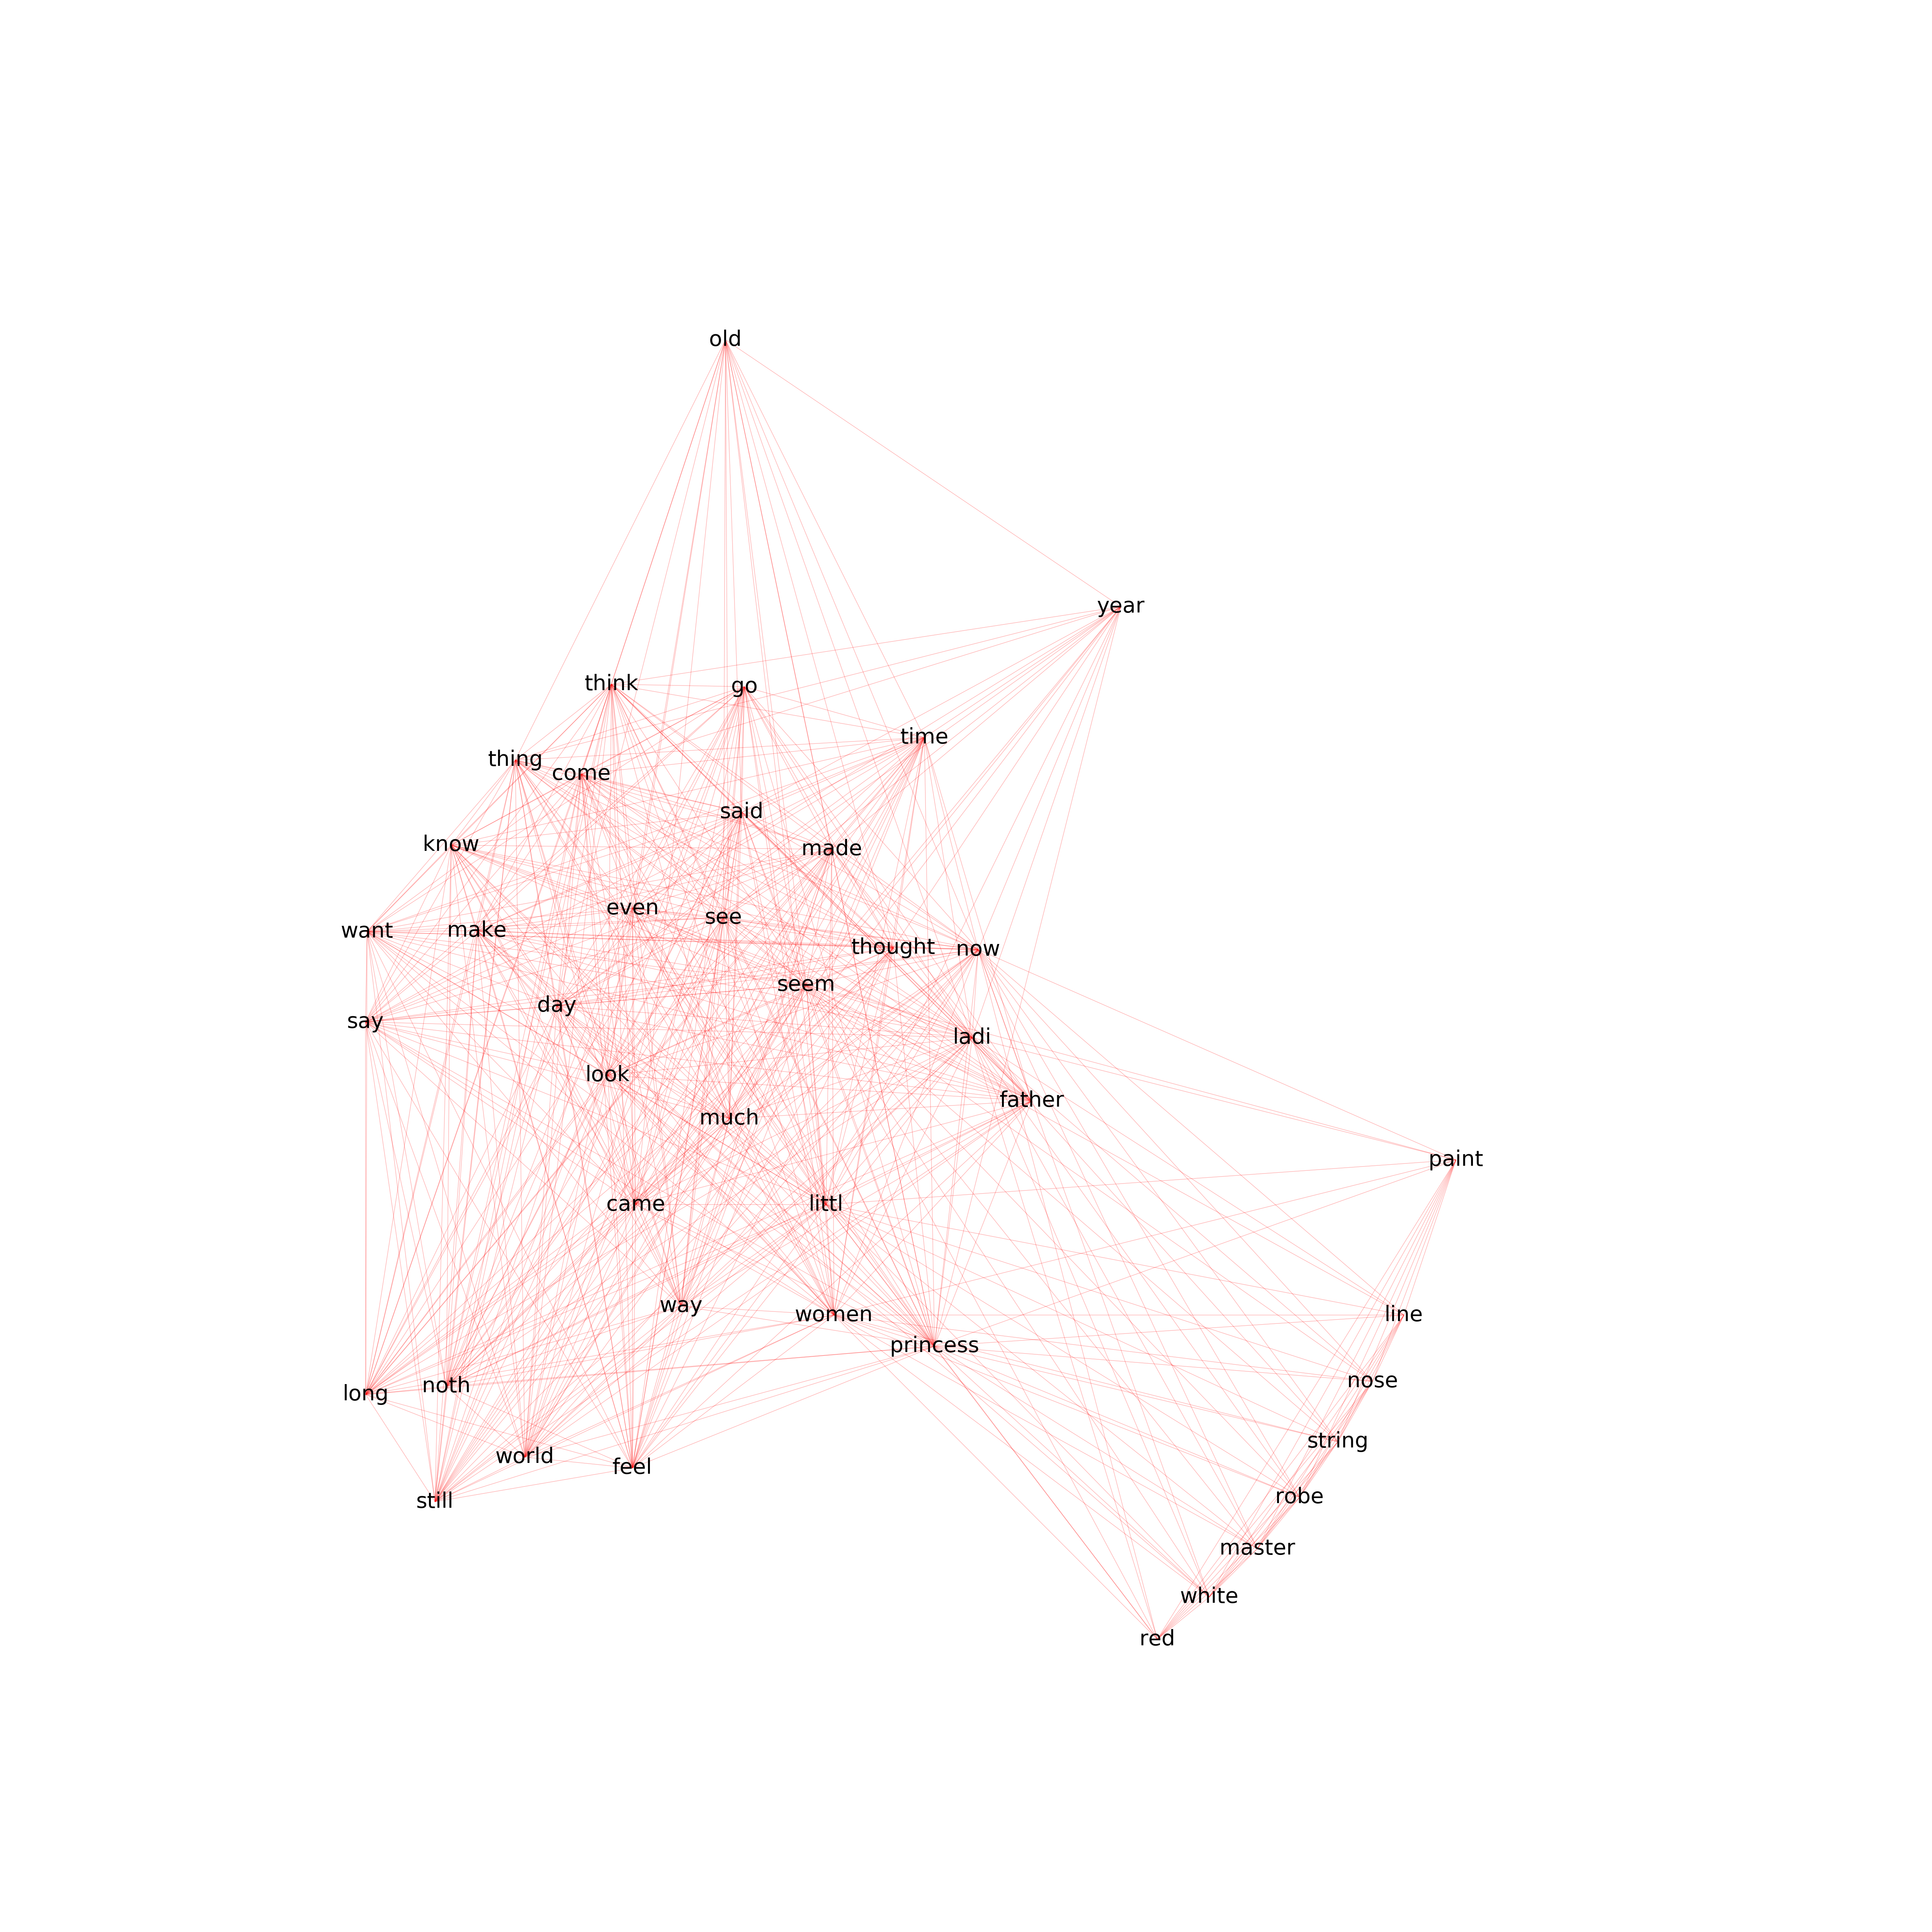 old
year
think
go
time
thing
come
said
know
made
even
see
want
make
thought
now
seem
day
say
ladi
look
father
much
paint
came
littl
way
women
line
princess
nose
long
noth
string
world
feel
robe
still
master
white
red